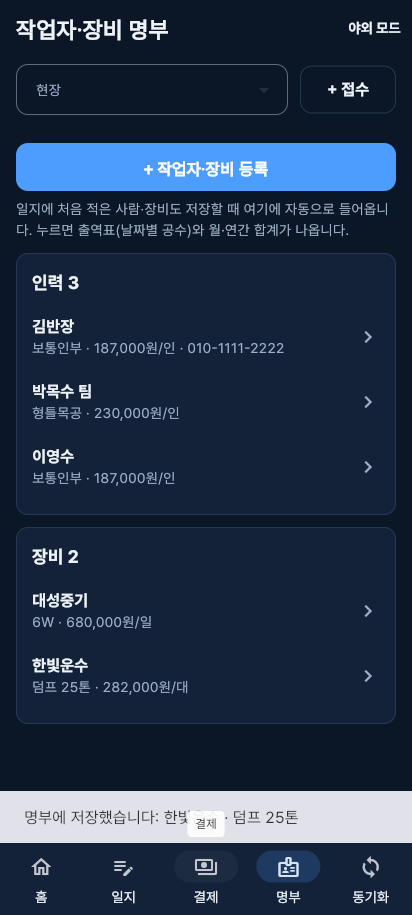 작업자·장비 명부
야외 모드
현장
+ 접수
+ 작업자·장비 등록
일지에 처음 적은 사람·장비도 저장할 때 여기에 자동으로 들어옵니
다. 누르면 출역표(날짜별 공수)와 월·연간 합계가 나옵니다.
인력 3
김반장
보통인부 · 187,000원/인 · 010-1111-2222
박목수 팀
형틀목공 · 230,000원/인
이영수
보통인부 · 187,000원/인
장비 2
대성중기
6W · 680,000원/일
한빛운수
덤프 25톤 · 282,000원/대
명부에 저장했습니다: 한빛 · 덤프 25톤
결제
홈
일지
결제
명부
동기화